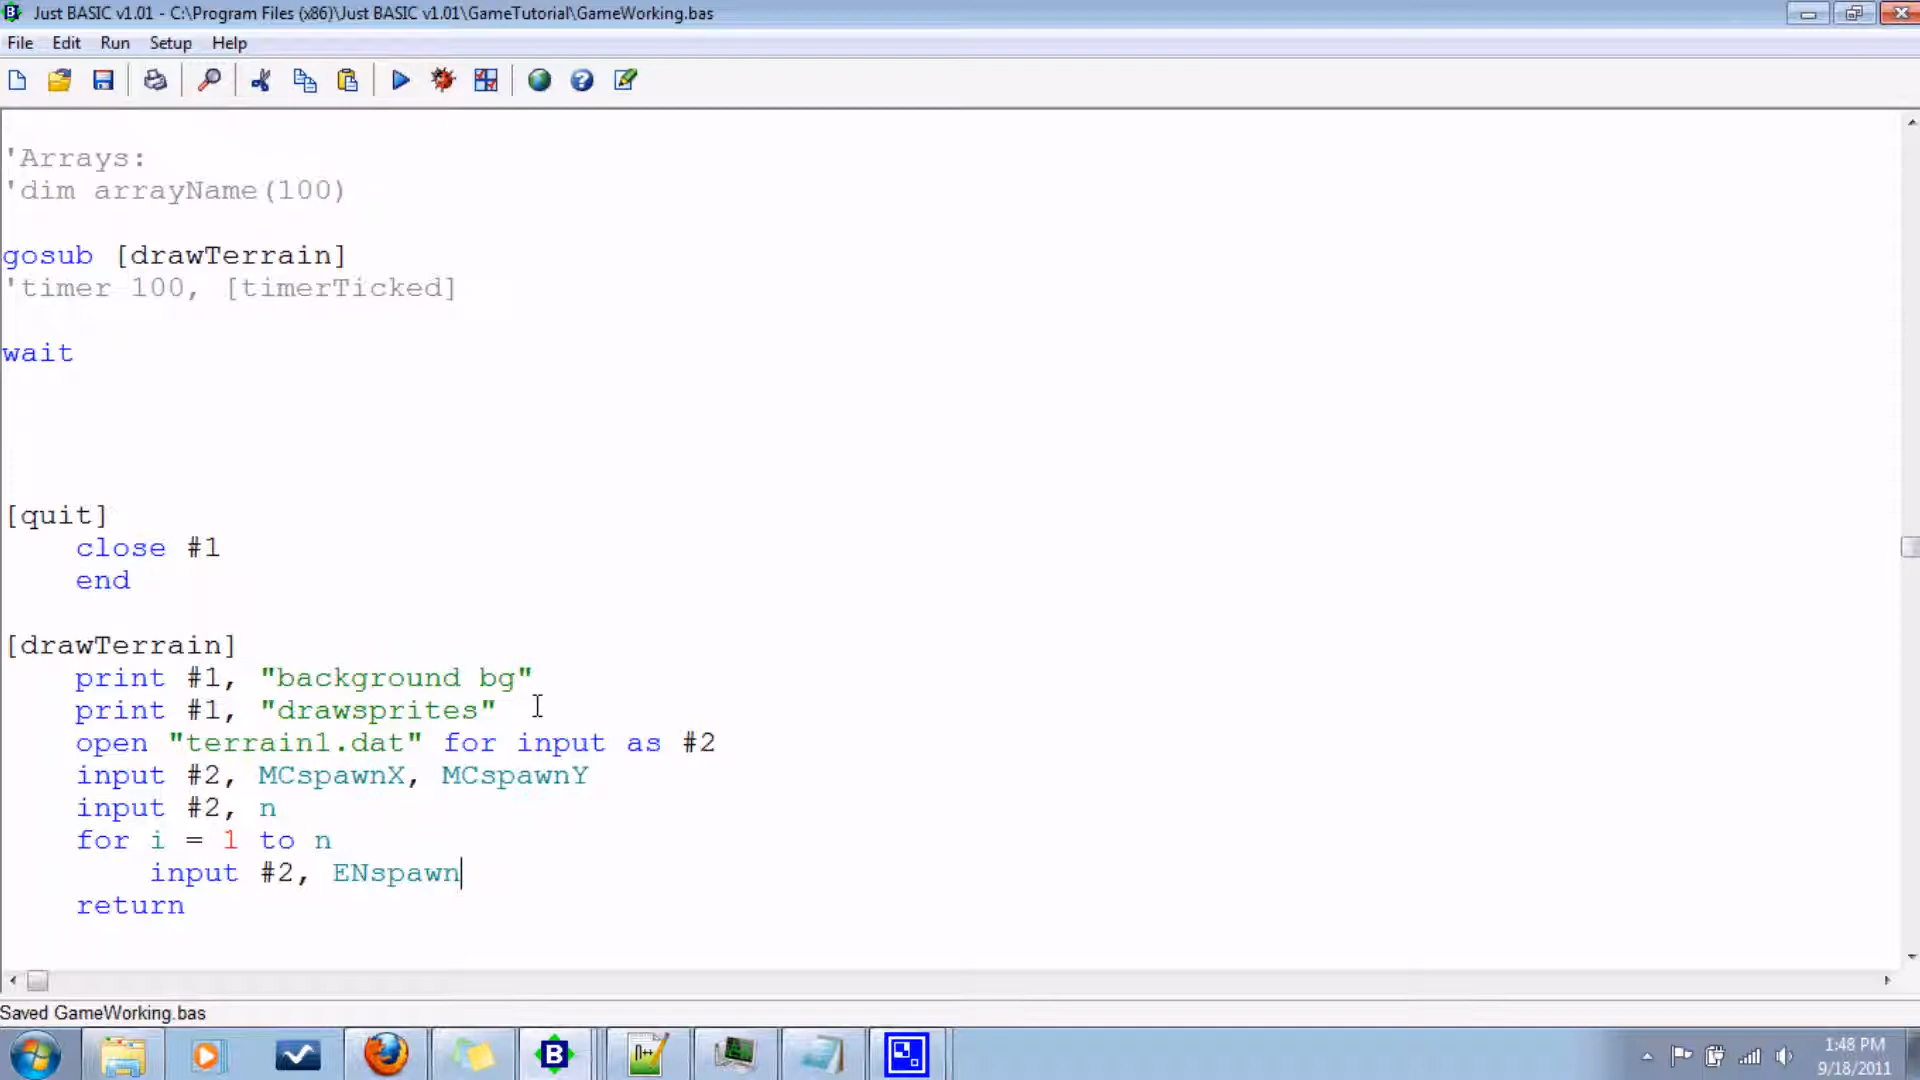 Just BASIC v1.01 - C:\Program Files (x86)\Just BASIC v1.01\GameTutorial\GameWorking.bas
File Edit Run Setup Help
'Arrays:
'dim arrayName(100)
gosub [drawTerrain]
'timer 100, [timerTicked]
wait
[quit]
    close #1
    end
[drawTerrain]
    print #1, "background bg"
    print #1, "drawsprites"
    open "terrain1.dat" for input as #2
    input #2, MCspawnX, MCspawnY
    input #2, n
    for i = 1 to n
        input #2, ENspawn
    return
Saved GameWorking.bas
1:48 PM
9/18/2011